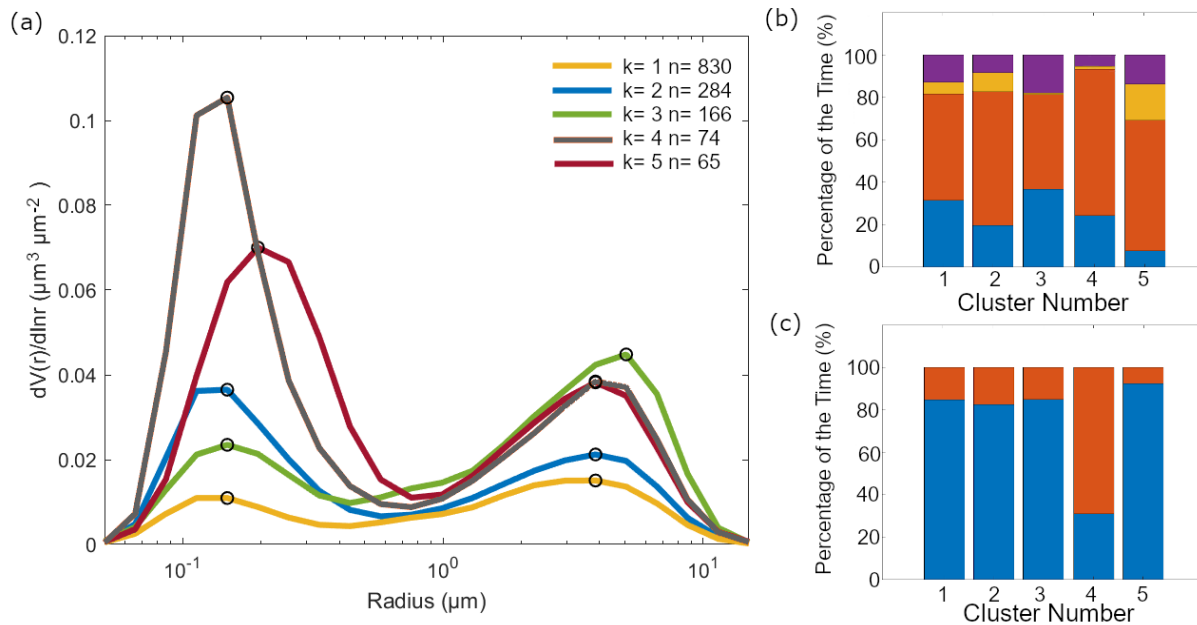 (a)
0.12
0.1
0.08
0.06
0.04
0.02
0
dV(r)/dlnr (µm³ µm⁻²)
10⁻¹
10⁰
10¹
Radius (µm)
k= 1 n= 830
k= 2 n= 284
k= 3 n= 166
k= 4 n= 74
k= 5 n= 65
(b)
100
80
60
40
20
0
Percentage of the Time (%)
1 2 3 4 5
Cluster Number
(c)
100
80
60
40
20
0
Percentage of the Time (%)
1 2 3 4 5
Cluster Number